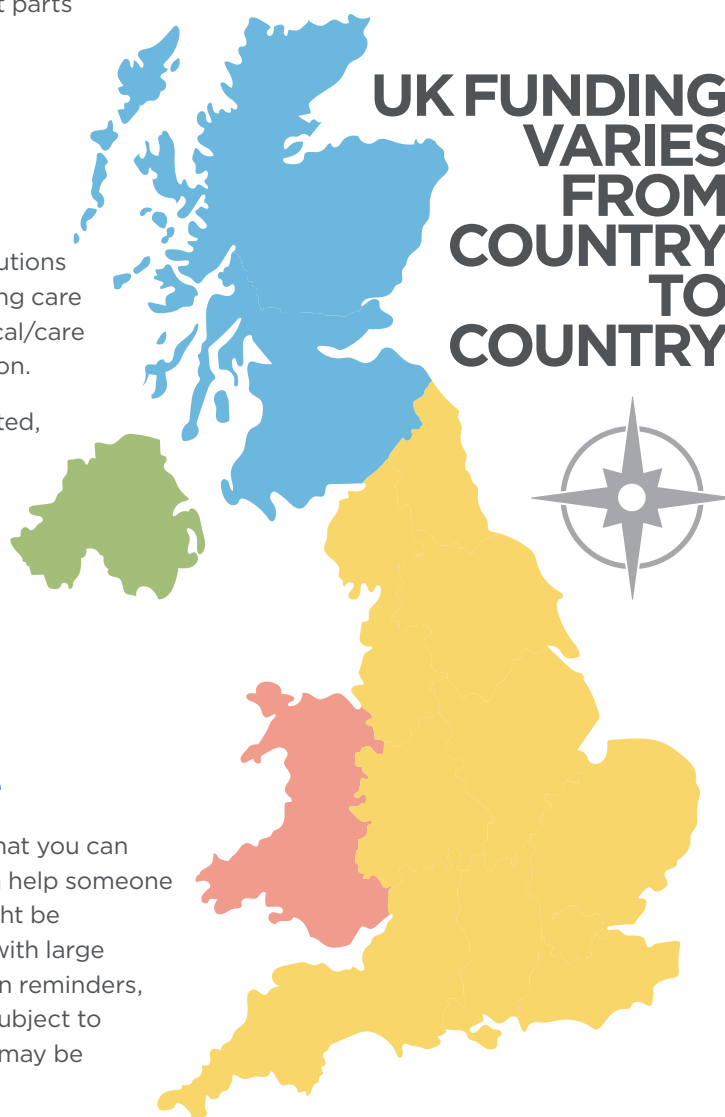 t parts
UK FUNDING
VARIES
FROM
COUNTRY
TO
COUNTRY
utions
ng care
cal/care
on.
ted,
hat you can
help someone
ht be
with large
n reminders,
ubject to
may be